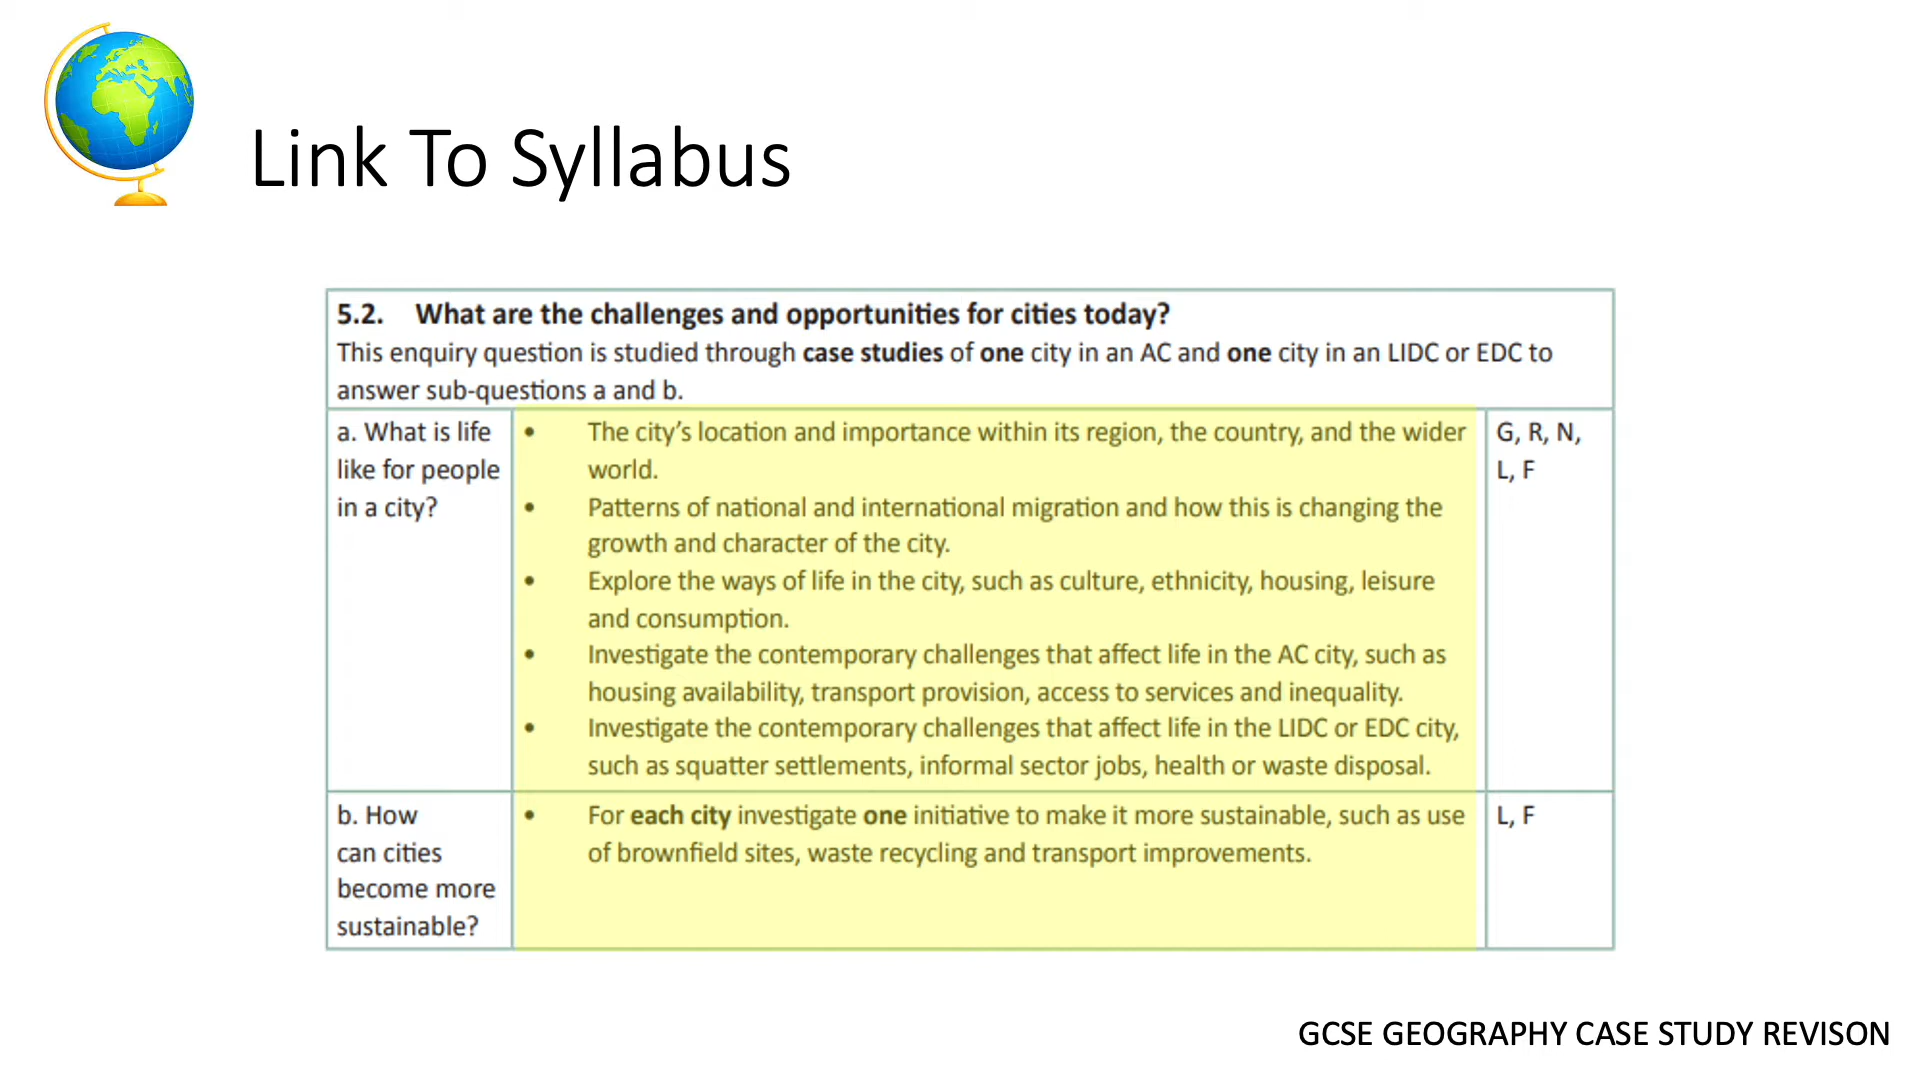 Link To Syllabus
5.2. What are the challenges and opportunities for cities today?
This enquiry question is studied through case studies of one city in an AC and one city in an LIDC or EDC to
answer sub-questions a and b.
a. What is life
like for people
in a city?
• The city's location and importance within its region, the country, and the wider
world.
• Patterns of national and international migration and how this is changing the
growth and character of the city.
• Explore the ways of life in the city, such as culture, ethnicity, housing, leisure
and consumption.
• Investigate the contemporary challenges that affect life in the AC city, such as
housing availability, transport provision, access to services and inequality.
• Investigate the contemporary challenges that affect life in the LIDC or EDC city,
such as squatter settlements, informal sector jobs, health or waste disposal.
G, R, N,
L, F
b. How
can cities
become more
sustainable?
• For each city investigate one initiative to make it more sustainable, such as use
of brownfield sites, waste recycling and transport improvements.
L, F
GCSE GEOGRAPHY CASE STUDY REVISON